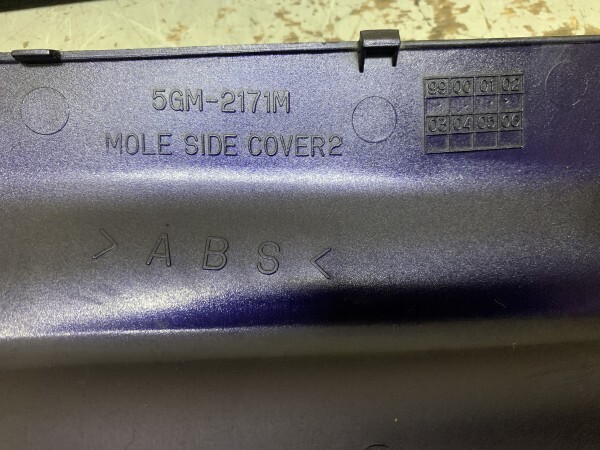 5GM-2171M
MOLE SIDE COVER2
99 00 01 02
03 04 05 06
>ABS<